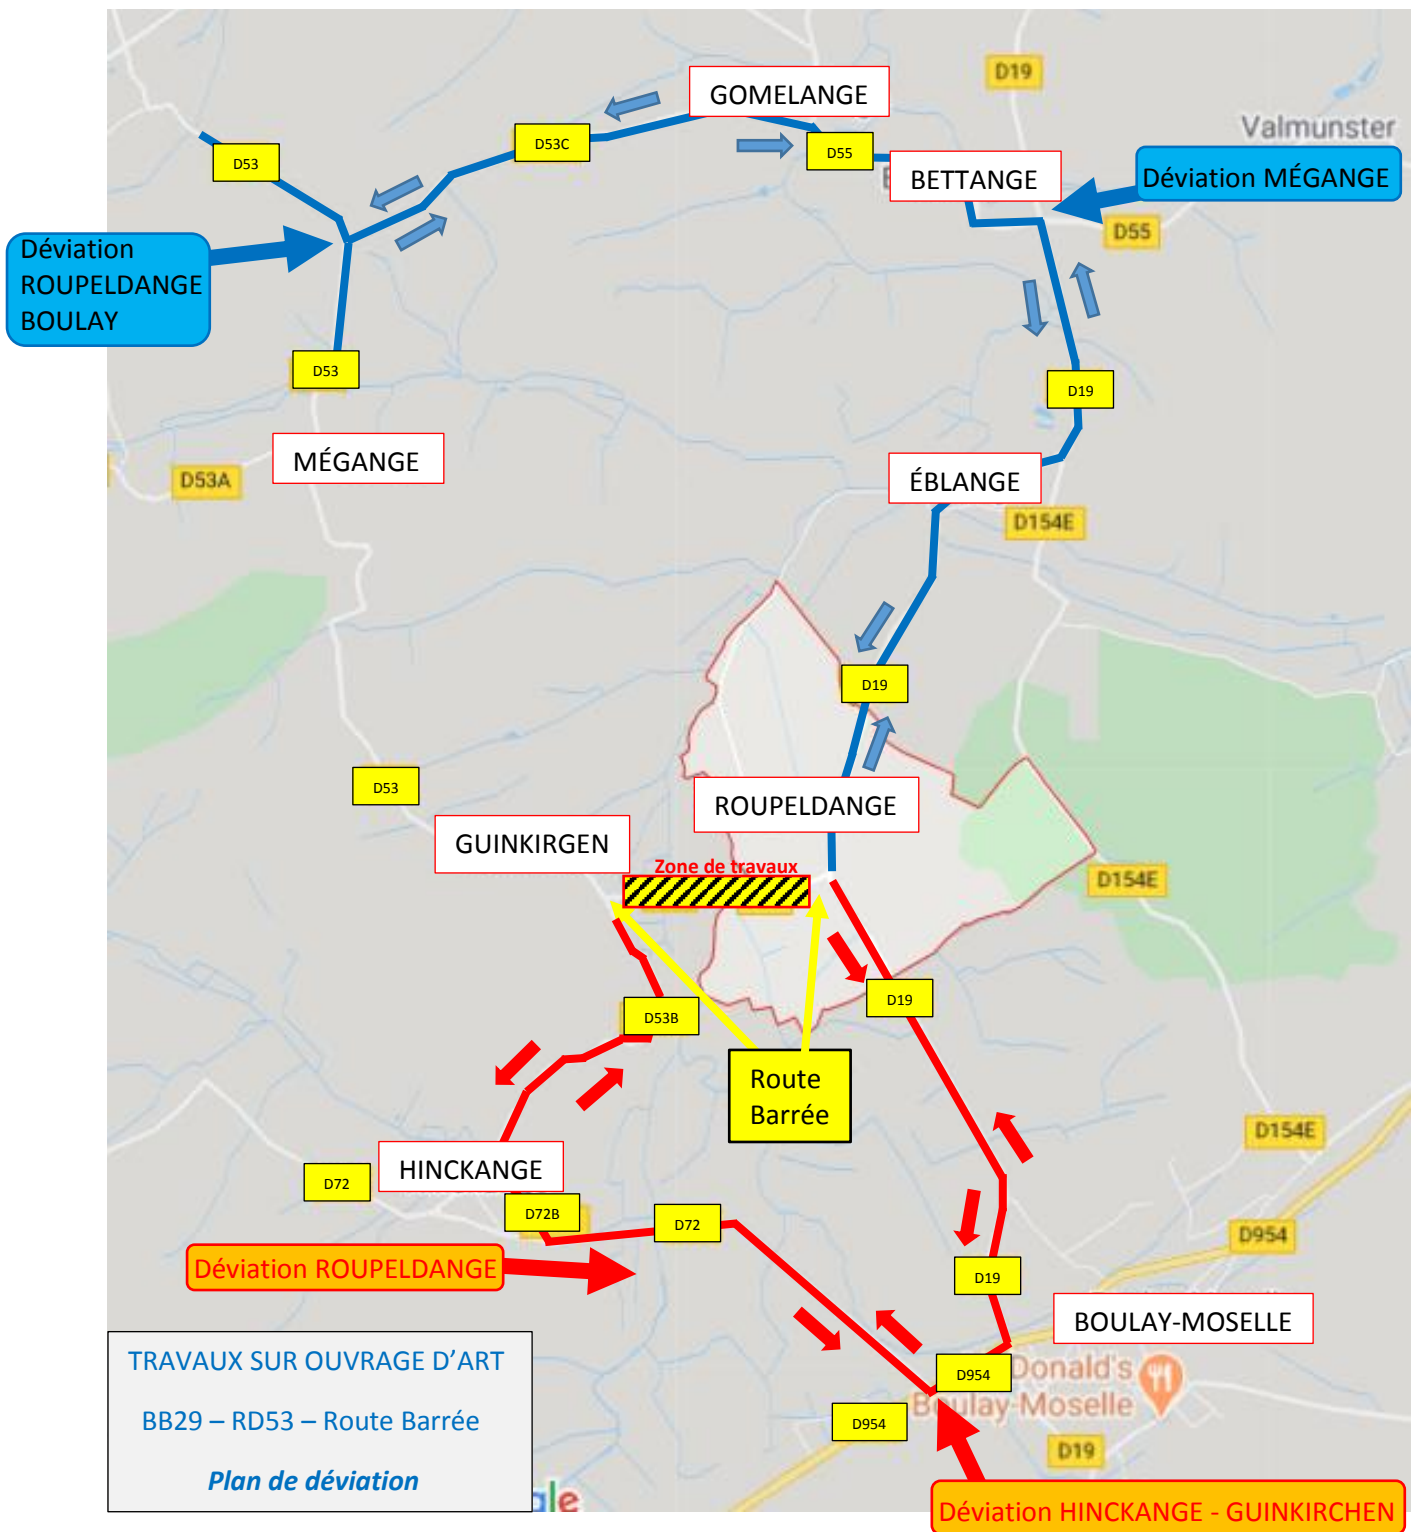 D19
GOMELANGE
Valmunster
D53C
D53
D55
BETTANGE
Déviation MÉGANGE
D55
Déviation
ROUPELDANGE
BOULAY
D53
D19
MÉGANGE
D53A
ÉBLANGE
D154E
D19
D53
ROUPELDANGE
GUINKIRGEN
Zone de travaux
D154E
D19
D53B
Route
Barrée
D154E
HINCKANGE
D72
D72B
D72
D954
Déviation ROUPELDANGE
D19
BOULAY-MOSELLE
TRAVAUX SUR OUVRAGE D'ART
BB29 – RD53 – Route Barrée
Plan de déviation
D954
Donald's
Boulay-Moselle
D954
D19
gle
Déviation HINCKANGE - GUINKIRCHEN